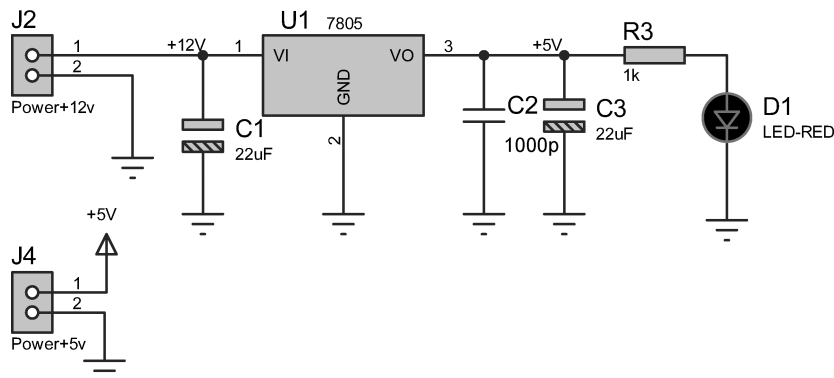 J2
1
2
Power+12v
+12V
1
U1 7805
VI
VO
GND
2
3
C1
22uF
C2
1000p
+5V
C3
22uF
R3
1k
D1
LED-RED
+5V
J4
1
2
Power+5v